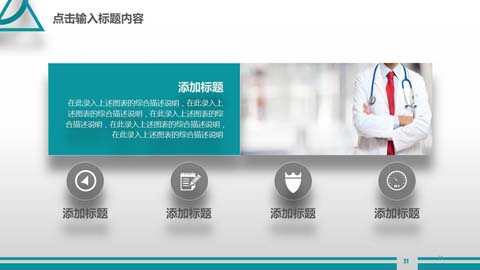 点击输入标题内容
添加标题
在此录入上述图表的综合描述说明，在此录入上
述图表的综合描述说明，在此录入上述图表的综
合描述说明，在此录入上述图表的综合描述说明，
在此录入上述图表的综合描述说明
添加标题 添加标题 添加标题 添加标题
31